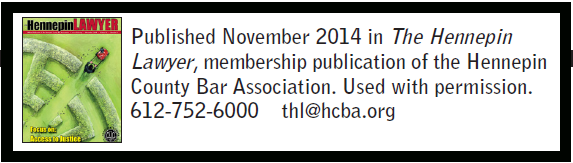 HennepinLAWYER
Focus on:
Access to Justice
Published November 2014 in The Hennepin
Lawyer, membership publication of the Hennepin
County Bar Association. Used with permission.
612-752-6000 thl@hcba.org